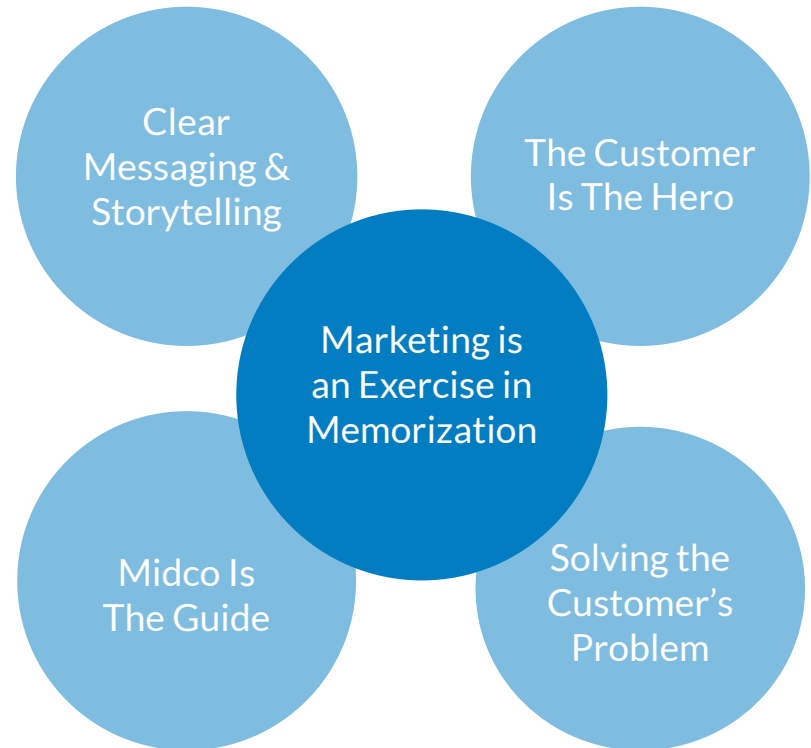 Clear
Messaging &
Storytelling
The Customer
Is The Hero
Marketing is
an Exercise in
Memorization
Midco Is
The Guide
Solving the
Customer’s
Problem